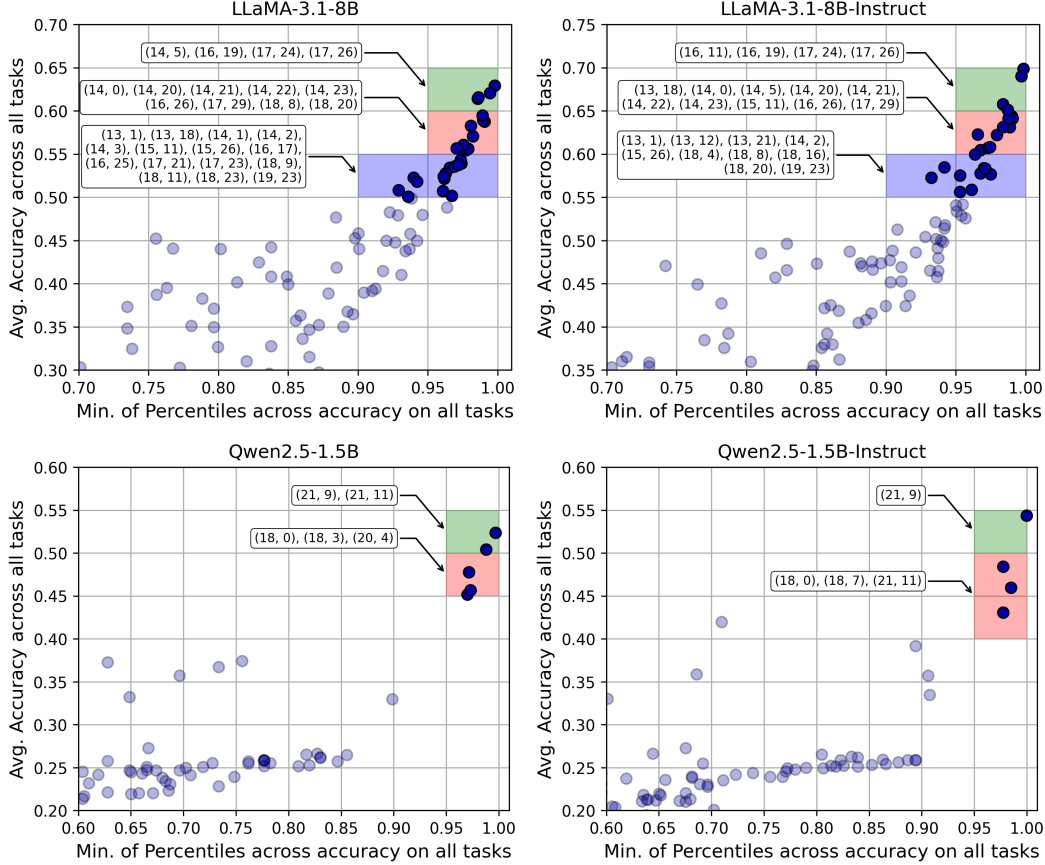 LLaMA-3.1-8B
0.70
0.65
0.60
0.55
0.50
0.45
0.40
0.35
0.30
Avg. Accuracy across all tasks
(14, 5), (16, 19), (17, 24), (17, 26)
(14, 0), (14, 20), (14, 21), (14, 22), (14, 23),
(16, 26), (17, 29), (18, 8), (18, 20)
(13, 1), (13, 18), (14, 1), (14, 2),
(14, 3), (15, 11), (15, 26), (16, 17),
(16, 25), (17, 21), (17, 23), (18, 9),
(18, 11), (18, 23), (19, 23)
0.70 0.75 0.80 0.85 0.90 0.95 1.00
Min. of Percentiles across accuracy on all tasks
LLaMA-3.1-8B-Instruct
0.75
0.70
0.65
0.60
0.55
0.50
0.45
0.40
0.35
Avg. Accuracy across all tasks
(16, 11), (16, 19), (17, 24), (17, 26)
(13, 18), (14, 0), (14, 5), (14, 20), (14, 21),
(14, 22), (14, 23), (15, 11), (16, 26), (17, 29)
(13, 1), (13, 12), (13, 21), (14, 2),
(15, 26), (18, 4), (18, 8), (18, 16),
(18, 20), (19, 23)
0.70 0.75 0.80 0.85 0.90 0.95 1.00
Min. of Percentiles across accuracy on all tasks
Qwen2.5-1.5B
0.60
0.55
0.50
0.45
0.40
0.35
0.30
0.25
0.20
Avg. Accuracy across all tasks
(21, 9), (21, 11)
(18, 0), (18, 3), (20, 4)
0.60 0.65 0.70 0.75 0.80 0.85 0.90 0.95 1.00
Min. of Percentiles across accuracy on all tasks
Qwen2.5-1.5B-Instruct
0.60
0.55
0.50
0.45
0.40
0.35
0.30
0.25
0.20
Avg. Accuracy across all tasks
(21, 9)
(18, 0), (18, 7), (21, 11)
0.60 0.65 0.70 0.75 0.80 0.85 0.90 0.95 1.00
Min. of Percentiles across accuracy on all tasks